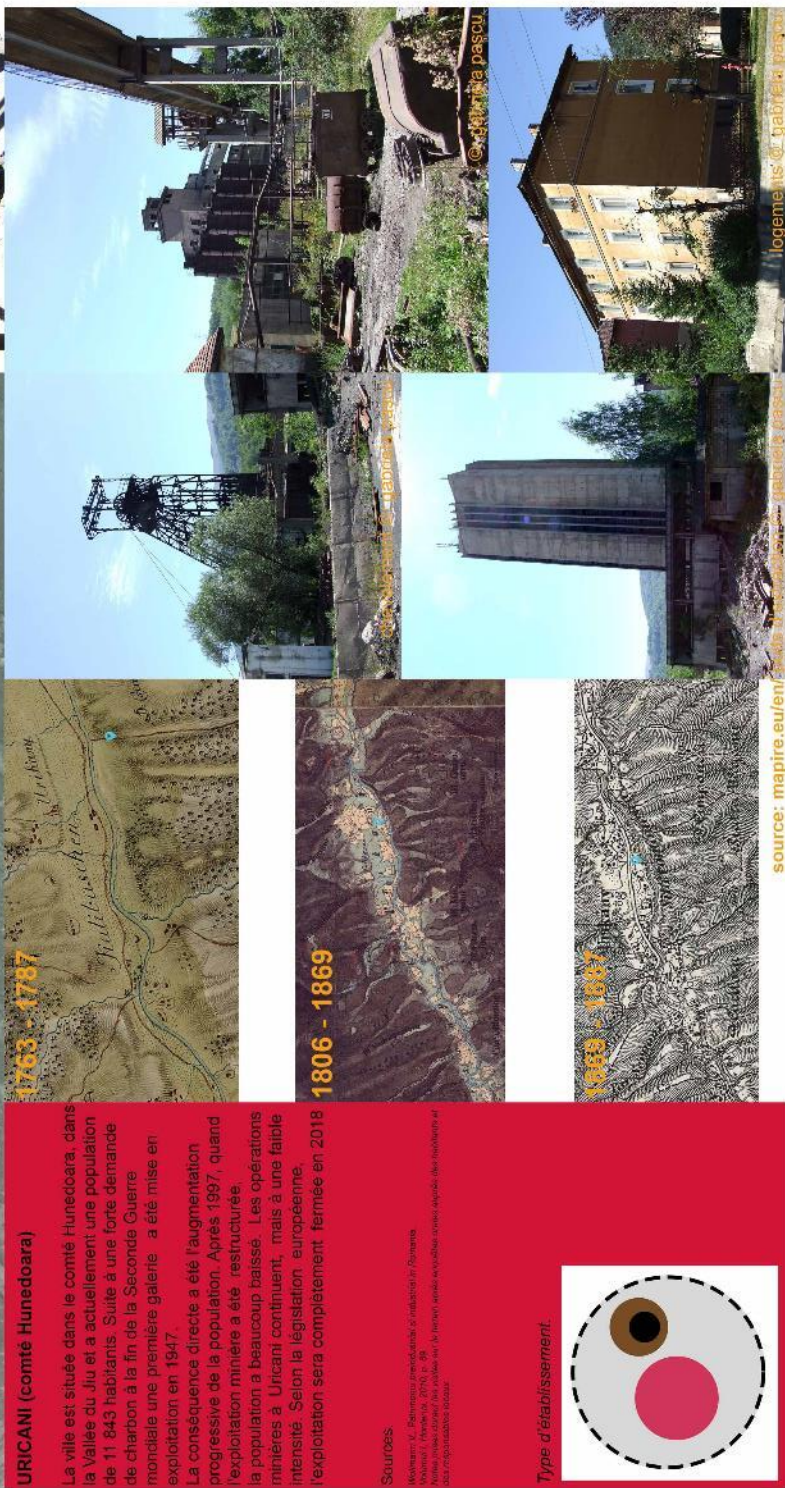 URICANI (comté Hunedoara)
La ville est située dans le comté Hunedoara, dans
la Vallée du Jiu et a actuellement une population
de 11 843 habitants. Suite à une forte demande
de charbon à la fin de la Seconde Guerre
mondiale une première galerie a été mise en
exploitation en 1947.
La conséquence directe a été l'augmentation
progressive de la population. Après 1997, quand
l'exploitation minière a été restructurée,
la population a beaucoup baissé. Les opérations
minières à Uricani continuent, mais à une faible
intensité. Selon la législation européenne,
l'exploitation sera complètement fermée en 2018
Sources:
Type d'établissement:
1763 - 1787
Urikany
1806 - 1869
1869 - 1887
source: mapire.eu/en/
© gabriela pascu
© gabriela pascu
© gabriela pascu
logements © gabriela pascu